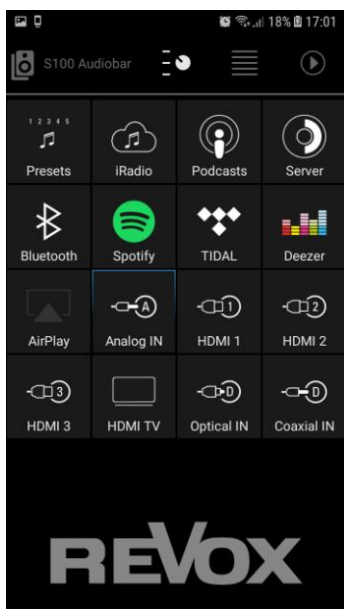 18% 17:01
S100 Audiobar
1 2 3 4 5
Presets iRadio Podcasts Server
Bluetooth Spotify TIDAL Deezer
A 1 2
AirPlay Analog IN HDMI 1 HDMI 2
3 D D
HDMI 3 HDMI TV Optical IN Coaxial IN
REVOX